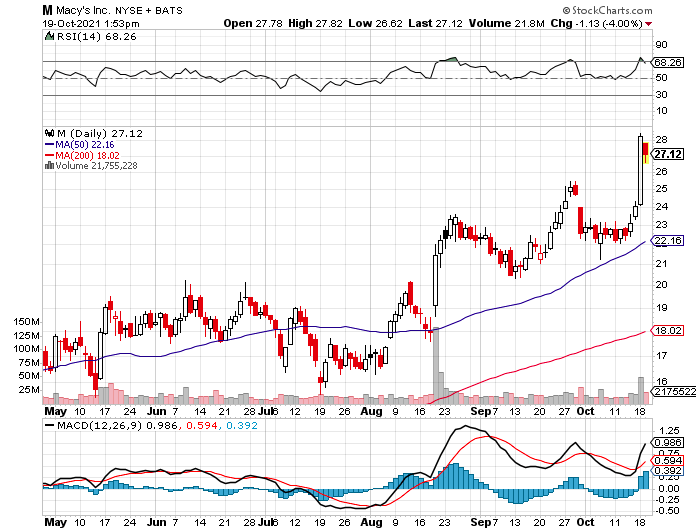 M Macy's Inc. NYSE + BATS © StockCharts.com
19-Oct-2021 1:53pm Open 27.78 High 27.82 Low 26.62 Last 27.12 Volume 21.8M Chg -1.13 (-4.00%)
RSI(14) 68.26
90
68.26
50
30
10
M (Daily) 27.12
MA(50) 22.16
MA(200) 18.02
Volume 21,755,228
28
27.12
26
25
24
23
22.16
21
20
19
18.02
17
16
150M
125M
100M
75M
50M
25M
21755228
May 10 17 24 Jun 7 14 21 28 Jul 6 12 19 26 Aug 9 16 23 Sep 7 13 20 27 Oct 11 18
MACD(12,26,9) 0.986, 0.594, 0.392
1.25
0.986
0.594
0.392
0.00
-0.25
-0.50
May 10 17 24 Jun 7 14 21 28 Jul 6 12 19 26 Aug 9 16 23 Sep 7 13 20 27 Oct 11 18